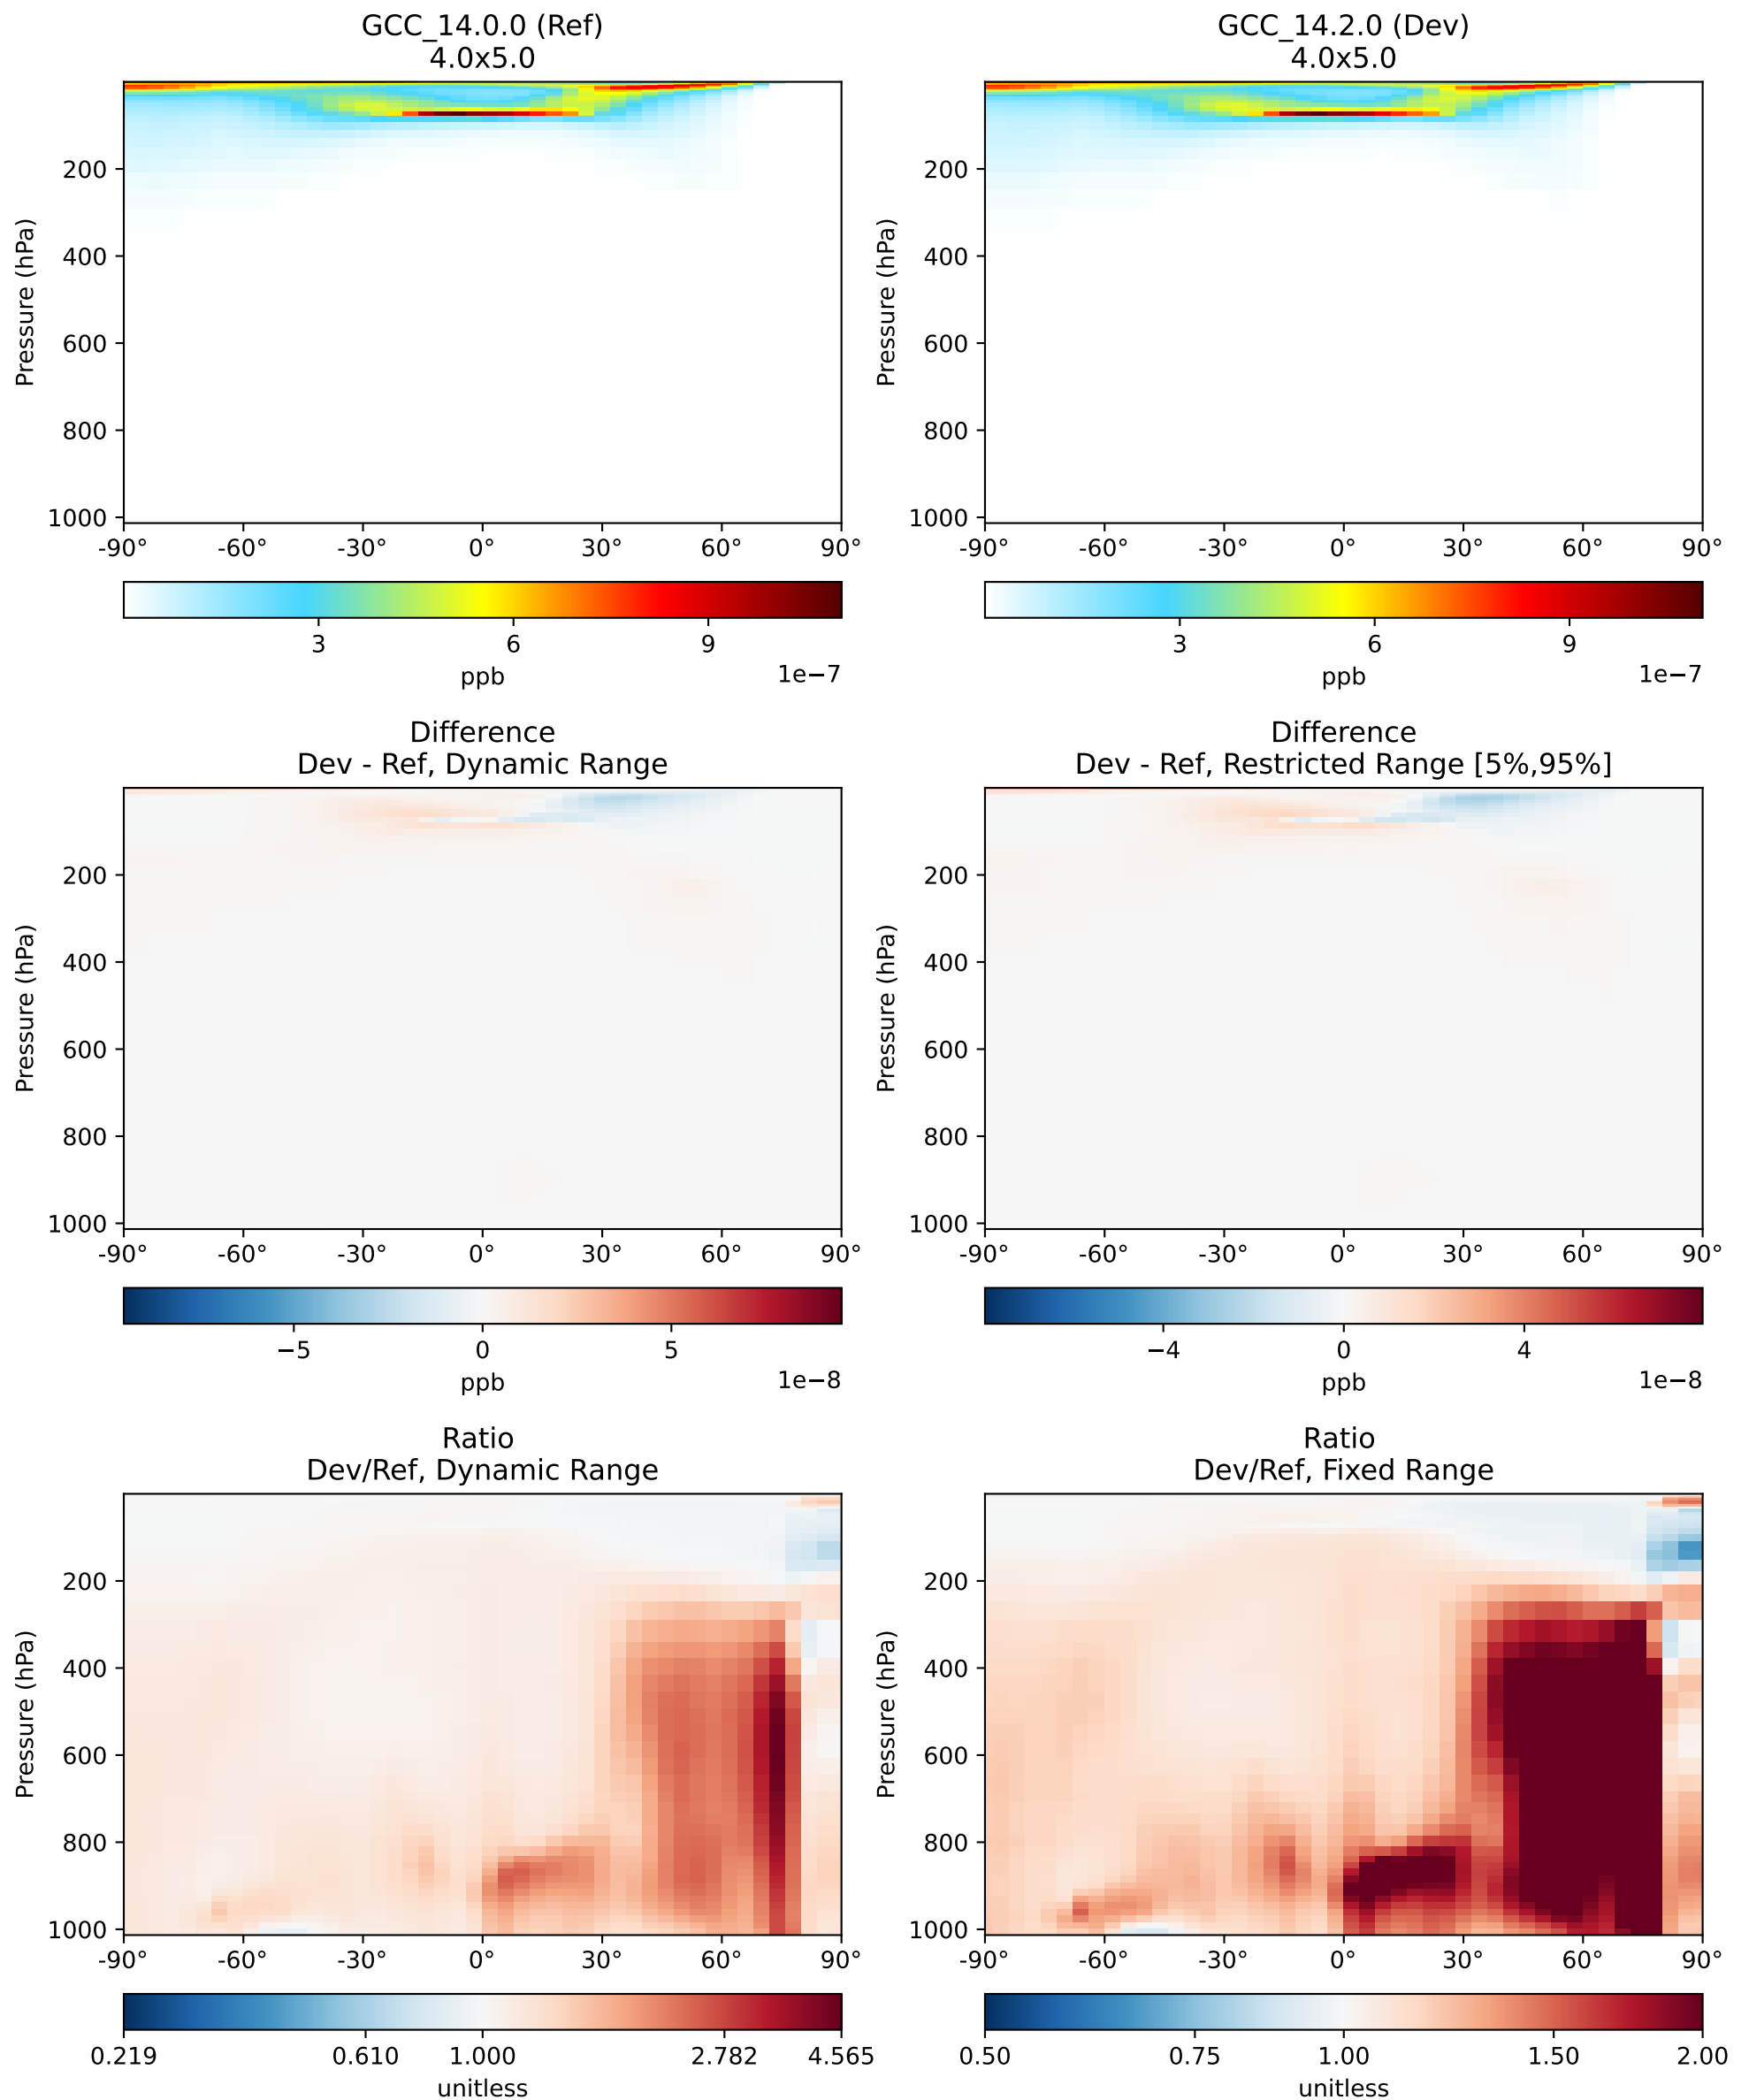 GCC_14.0.0 (Ref)
4.0x5.0
Pressure (hPa)
200
400
600
800
1000
-90° -60° -30° 0° 30° 60° 90°
3 6 9
ppb 1e−7
GCC_14.2.0 (Dev)
4.0x5.0
Pressure (hPa)
200
400
600
800
1000
-90° -60° -30° 0° 30° 60° 90°
3 6 9
ppb 1e−7
Difference
Dev - Ref, Dynamic Range
Pressure (hPa)
200
400
600
800
1000
-90° -60° -30° 0° 30° 60° 90°
−5 0 5
ppb 1e−8
Difference
Dev - Ref, Restricted Range [5%,95%]
Pressure (hPa)
200
400
600
800
1000
-90° -60° -30° 0° 30° 60° 90°
−4 0 4
ppb 1e−8
Ratio
Dev/Ref, Dynamic Range
Pressure (hPa)
200
400
600
800
1000
-90° -60° -30° 0° 30° 60° 90°
0.219 0.610 1.000 2.782 4.565
unitless
Ratio
Dev/Ref, Fixed Range
Pressure (hPa)
200
400
600
800
1000
-90° -60° -30° 0° 30° 60° 90°
0.50 0.75 1.00 1.50 2.00
unitless